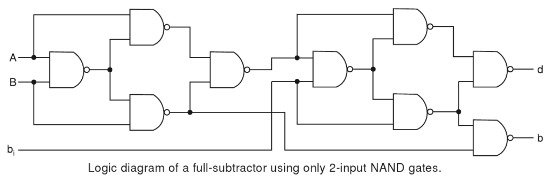 A
B
bᵢ
d
b
Logic diagram of a full-subtractor using only 2-input NAND gates.